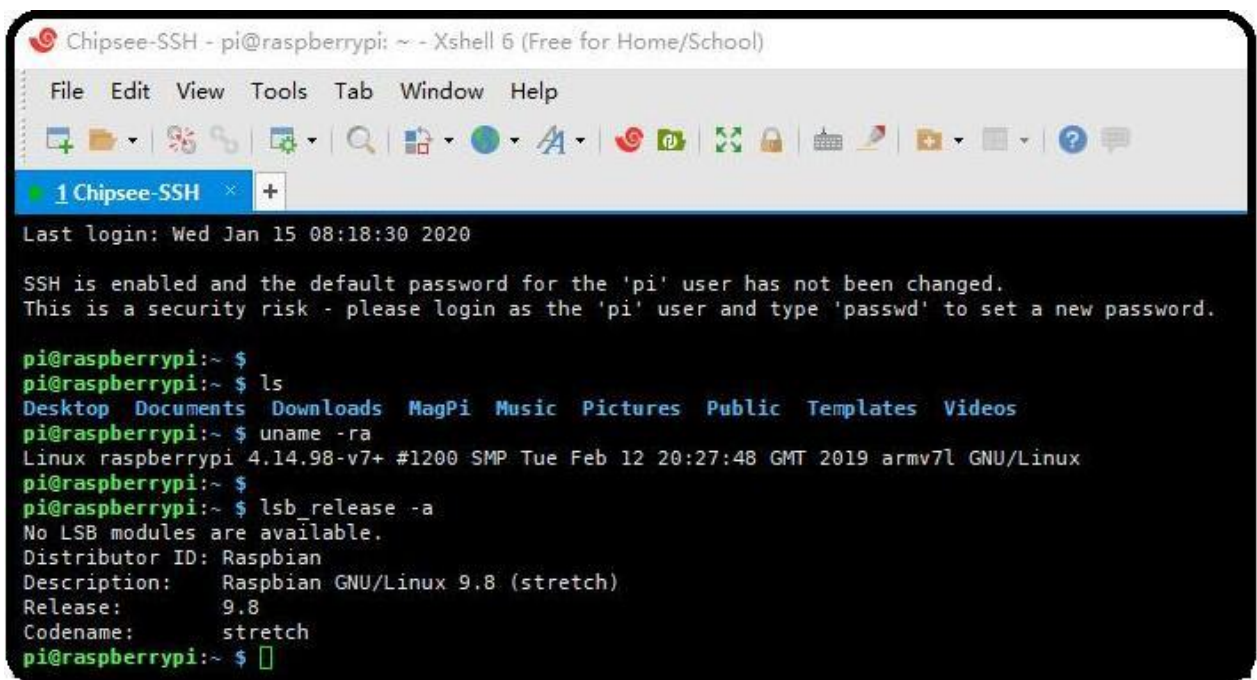 Chipsee-SSH - pi@raspberrypi: ~ - Xshell 6 (Free for Home/School)
File Edit View Tools Tab Window Help
1 Chipsee-SSH × +
Last login: Wed Jan 15 08:18:30 2020
SSH is enabled and the default password for the 'pi' user has not been changed.
This is a security risk - please login as the 'pi' user and type 'passwd' to set a new password.
pi@raspberrypi:~ $
pi@raspberrypi:~ $ ls
Desktop Documents Downloads MagPi Music Pictures Public Templates Videos
pi@raspberrypi:~ $ uname -ra
Linux raspberrypi 4.14.98-v7+ #1200 SMP Tue Feb 12 20:27:48 GMT 2019 armv7l GNU/Linux
pi@raspberrypi:~ $
pi@raspberrypi:~ $ lsb_release -a
No LSB modules are available.
Distributor ID: Raspbian
Description: Raspbian GNU/Linux 9.8 (stretch)
Release: 9.8
Codename: stretch
pi@raspberrypi:~ $